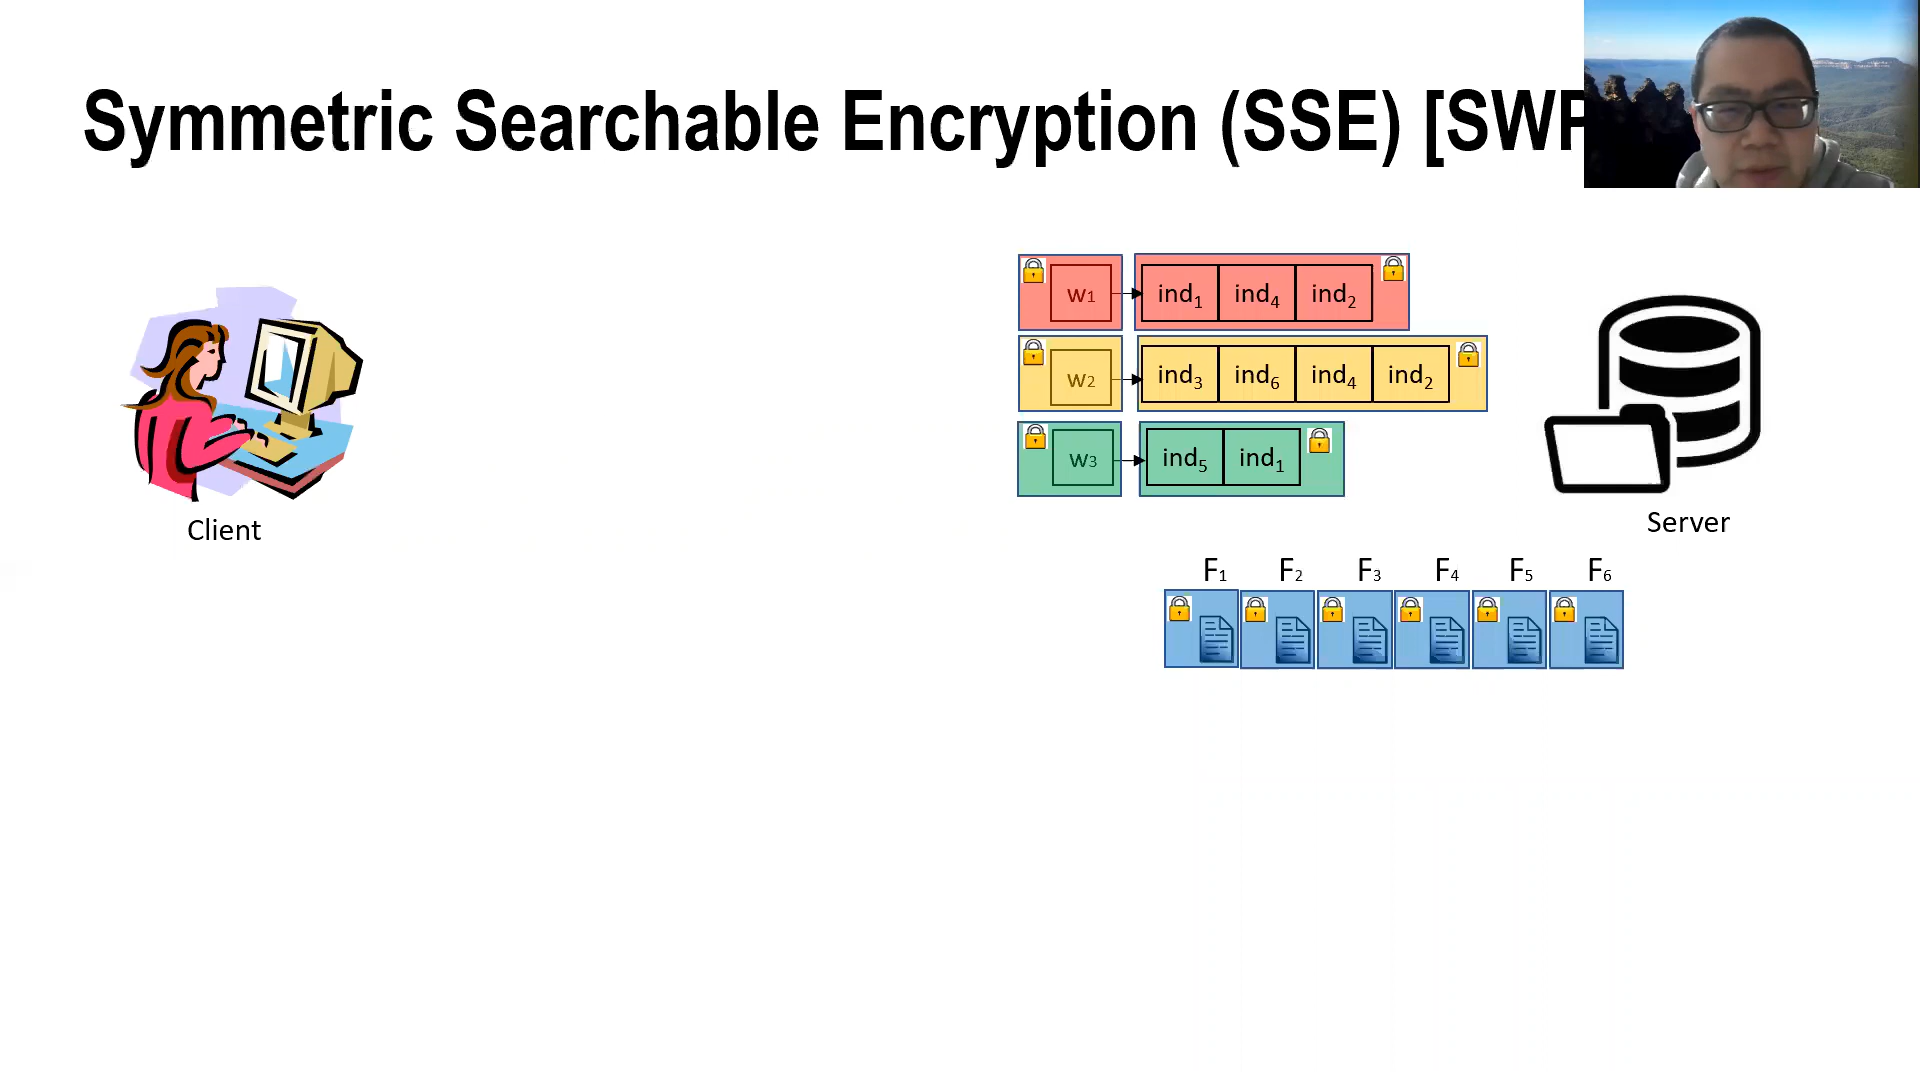 Symmetric Searchable Encryption (SSE) [SWP
w1 ind1 ind4 ind2
w2 ind3 ind6 ind4 ind2
w3 ind5 ind1
Client
Server
F1 F2 F3 F4 F5 F6